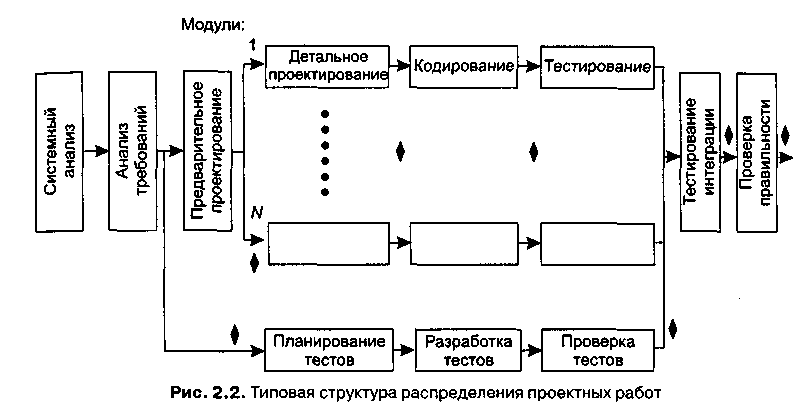 Модули:
1
Системный
анализ
Анализ
требований
Предварительное
проектирование
Детальное
проектирование
Кодирование
Тестирование
N
Планирование
тестов
Разработка
тестов
Проверка
тестов
Тестирование
интеграции
Проверка
правильности
Рис. 2.2. Типовая структура распределения проектных работ